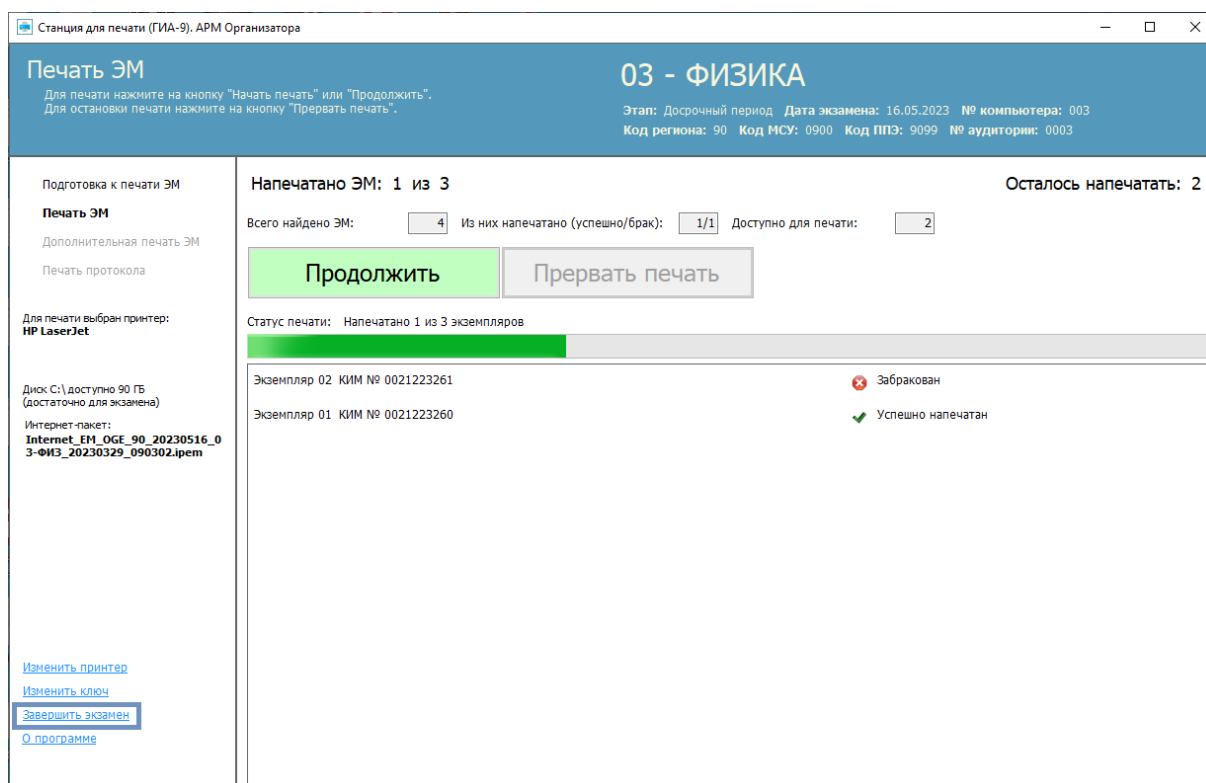 Станция для печати (ГИА-9). АРМ Организатора
Печать ЭМ
Для печати нажмите на кнопку "Начать печать" или "Продолжить".
Для остановки печати нажмите на кнопку "Прервать печать".
03 - ФИЗИКА
Этап: Досрочный период Дата экзамена: 16.05.2023 № компьютера: 003
Код региона: 90 Код МСУ: 0900 Код ППЭ: 9099 № аудитории: 0003
Подготовка к печати ЭМ
Печать ЭМ
Дополнительная печать ЭМ
Печать протокола
Для печати выбран принтер:
HP LaserJet
Диск C:\ доступно 90 ГБ
(достаточно для экзамена)
Интернет-пакет:
Internet_EM_OGE_90_20230516_0
3-ФИЗ_20230329_090302.ipem
Изменить принтер
Изменить ключ
Завершить экзамен
О программе
Напечатано ЭМ: 1 из 3
Осталось напечатать: 2
Всего найдено ЭМ: 4 Из них напечатано (успешно/брак): 1/1 Доступно для печати: 2
Продолжить
Прервать печать
Статус печати: Напечатано 1 из 3 экземпляров
Экземпляр 02 КИМ № 0021223261 Забракован
Экземпляр 01 КИМ № 0021223260 Успешно напечатан